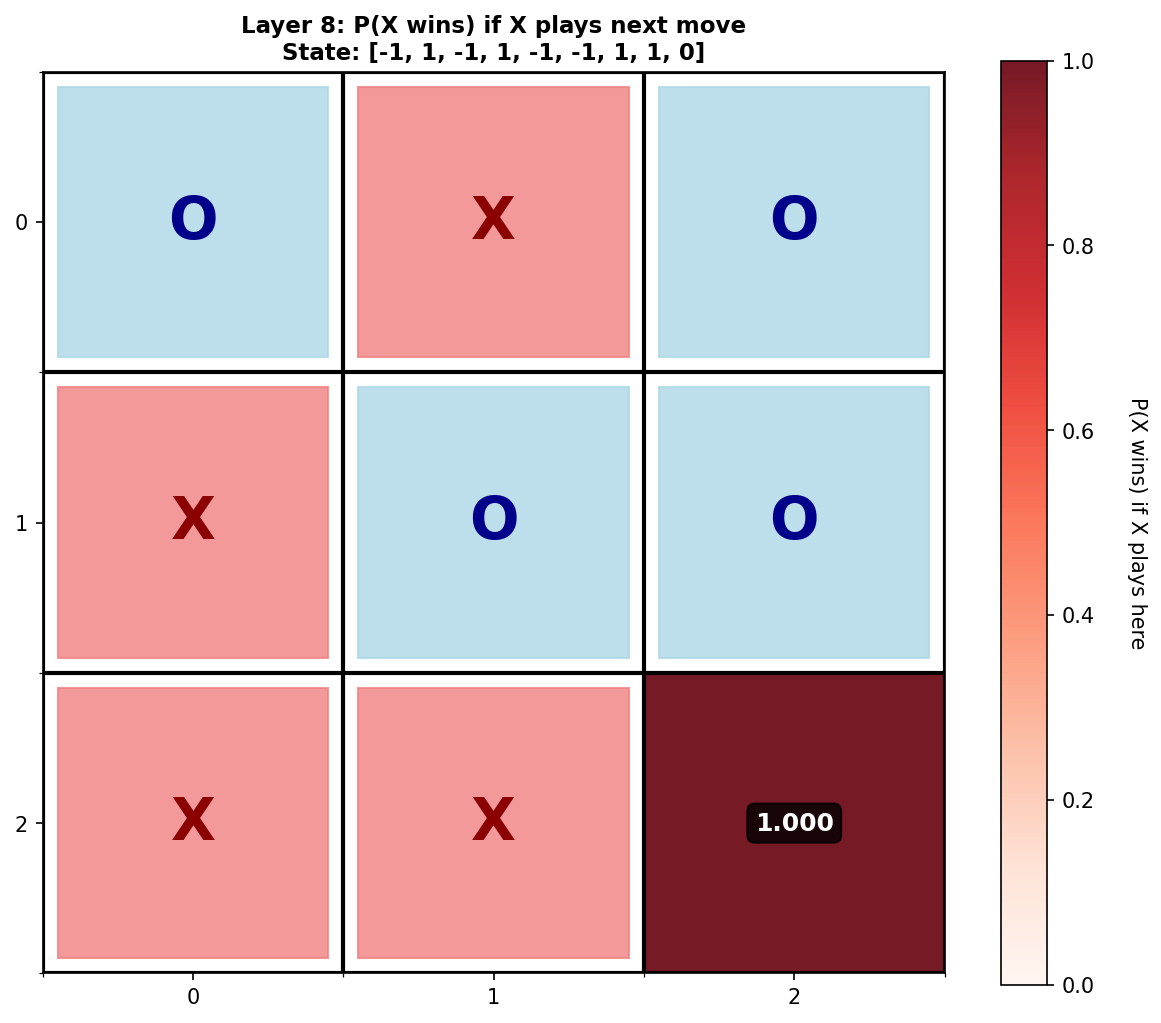 Layer 8: P(X wins) if X plays next move
State: [-1, 1, -1, 1, -1, -1, 1, 1, 0]
1.0
0.8
0.6
0.4
0.2
0.0
P(X wins) if X plays here
0
O
X
O
1
X
O
O
2
X
X
1.000
0
1
2